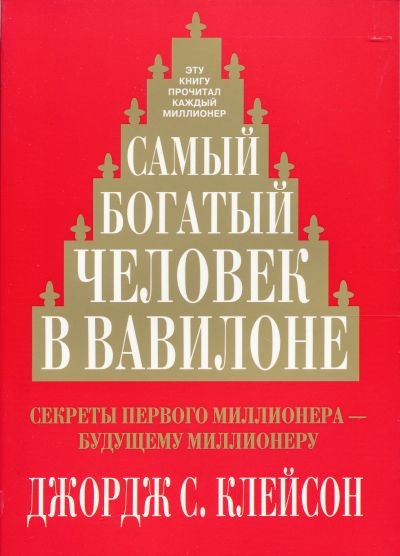 ЭТУ
КНИГУ
ПРОЧИТАЛ
КАЖДЫЙ
МИЛЛИОНЕР
САМЫЙ
БОГАТЫЙ
ЧЕЛОВЕК
В ВАВИЛОНЕ
СЕКРЕТЫ ПЕРВОГО МИЛЛИОНЕРА —
БУДУЩЕМУ МИЛЛИОНЕРУ
ДЖОРДЖ С. КЛЕЙСОН